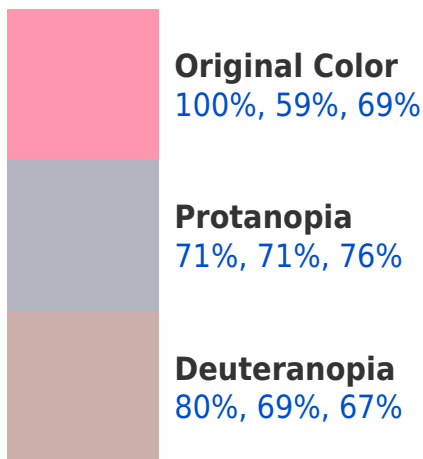 Original Color
100%, 59%, 69%
Protanopia
71%, 71%, 76%
Deuteranopia
80%, 69%, 67%